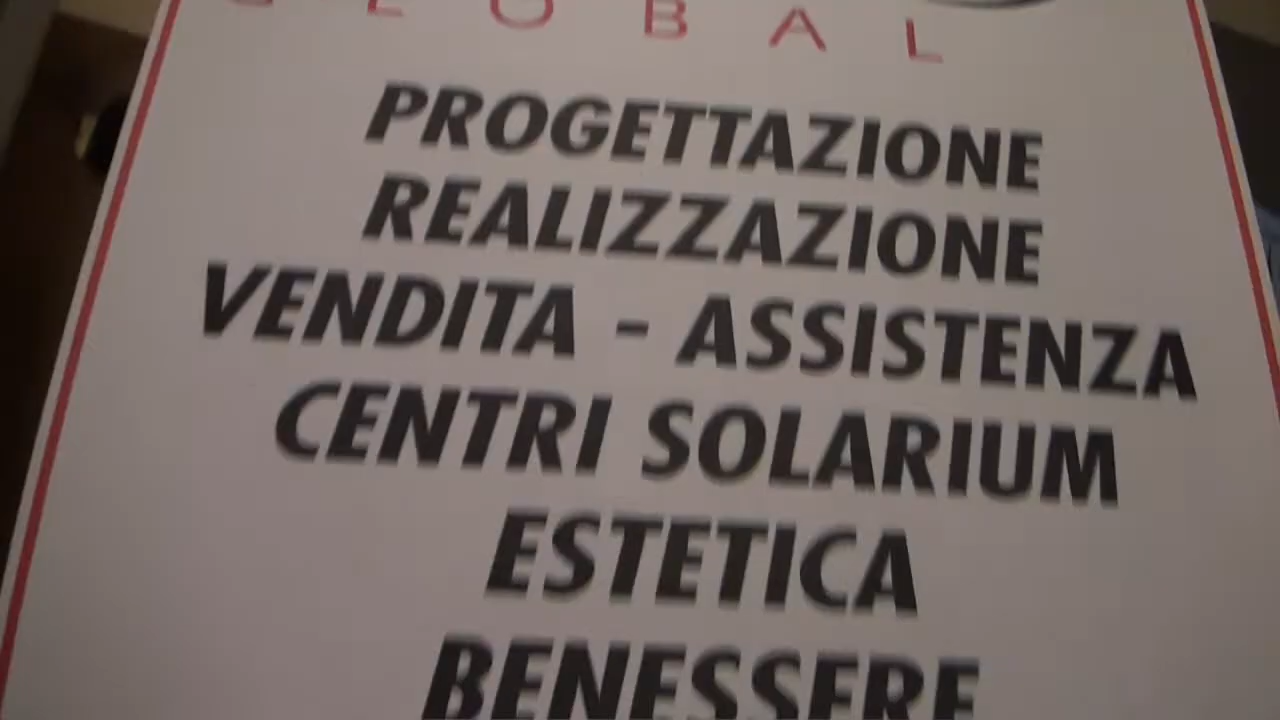 GLOBAL
PROGETTAZIONE
REALIZZAZIONE
VENDITA - ASSISTENZA
CENTRI SOLARIUM
ESTETICA
BENESSERE